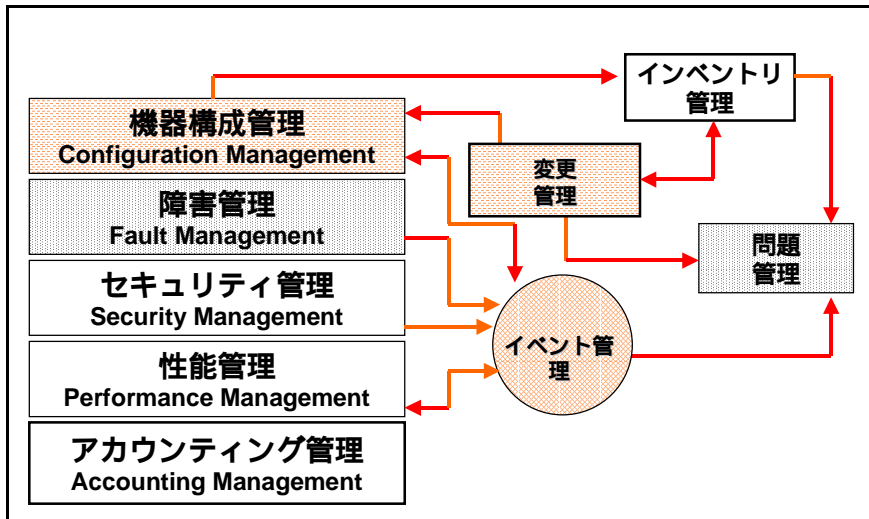 機器構成管理
Configuration Management
障害管理
Fault Management
セキュリティ管理
Security Management
性能管理
Performance Management
アカウンティング管理
Accounting Management
インベントリ
管理
変更
管理
問題
管理
イベント管
理